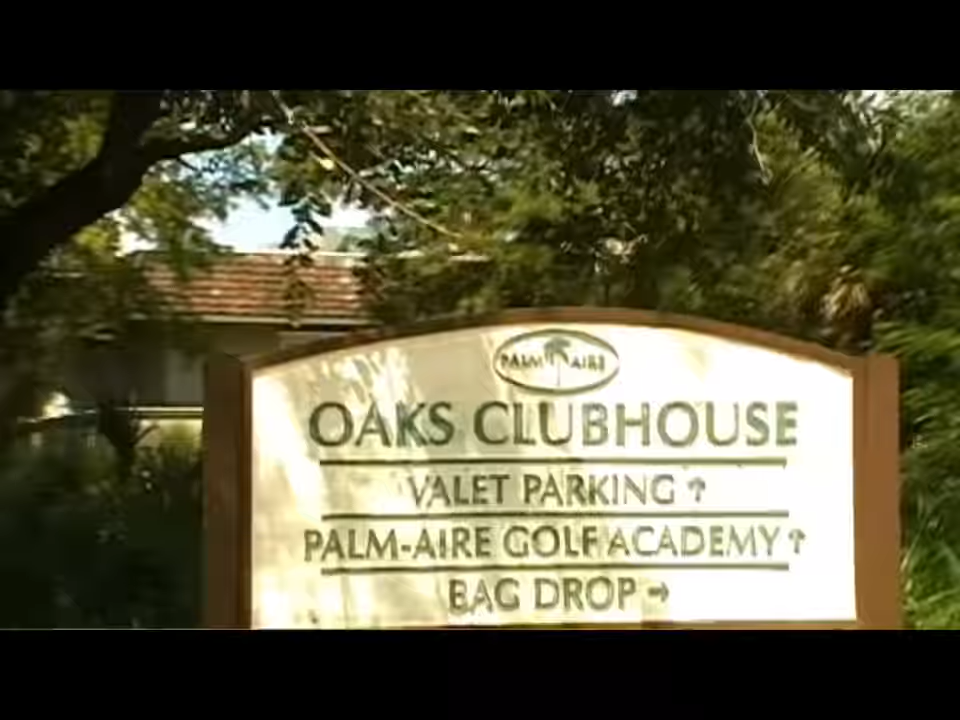 PALM AIRE
OAKS CLUBHOUSE
VALET PARKING ↑
PALM-AIRE GOLF ACADEMY ↑
BAG DROP →